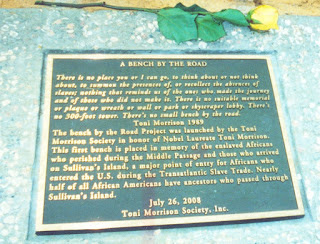 A BENCH BY THE ROAD
There is no place you or I can go, to think about or not think
about, to summon the presences of, or recollect the absences of
slaves; nothing that reminds us of the ones who made the journey
and of those who did not make it. There is no suitable memorial
or plaque or wreath or wall or park or skyscraper lobby. There's
no 300-foot tower. There's no small bench by the road.
Toni Morrison 1989
The bench by the Road Project was launched by the Toni
Morrison Society in honor of Nobel Laureate Toni Morrison.
This first bench is placed in memory of the enslaved Africans
who perished during the Middle Passage and those who arrived
on Sullivan's Island, a major point of entry for Africans who
entered the U.S. during the Transatlantic Slave Trade. Nearly
half of all African Americans have ancestors who passed through
Sullivan's Island.
July 26, 2008
Toni Morrison Society, Inc.